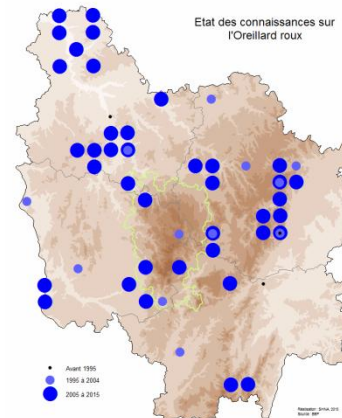 Etat des connaissances sur
l'Oreillard roux
Avant 1995
1995 à 2004
2005 à 2015